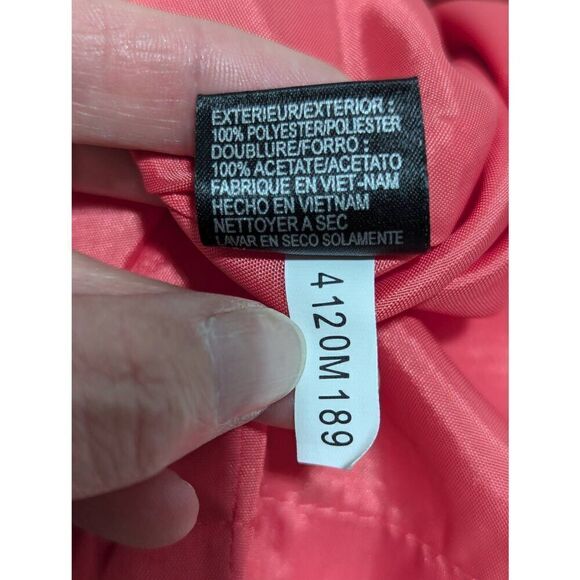 EXTERIEUR/EXTERIOR :
100% POLYESTER/POLIESTER
DOUBLURE/FORRO :
100% ACETATE/ACETATO
FABRIQUE EN VIET-NAM
HECHO EN VIETNAM
NETTOYER A SEC
LAVAR EN SECO SOLAMENTE
4120M189